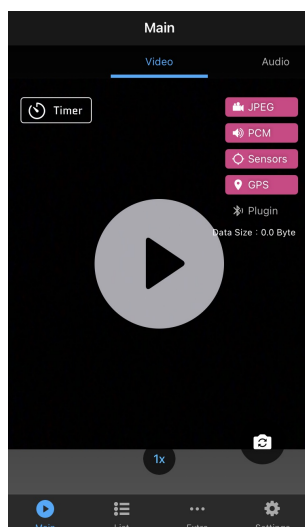 Main
Video
Audio
Timer
JPEG
PCM
Sensors
GPS
Plugin
Data Size : 0.0 Byte
1x
Main
List
Extra
Settings